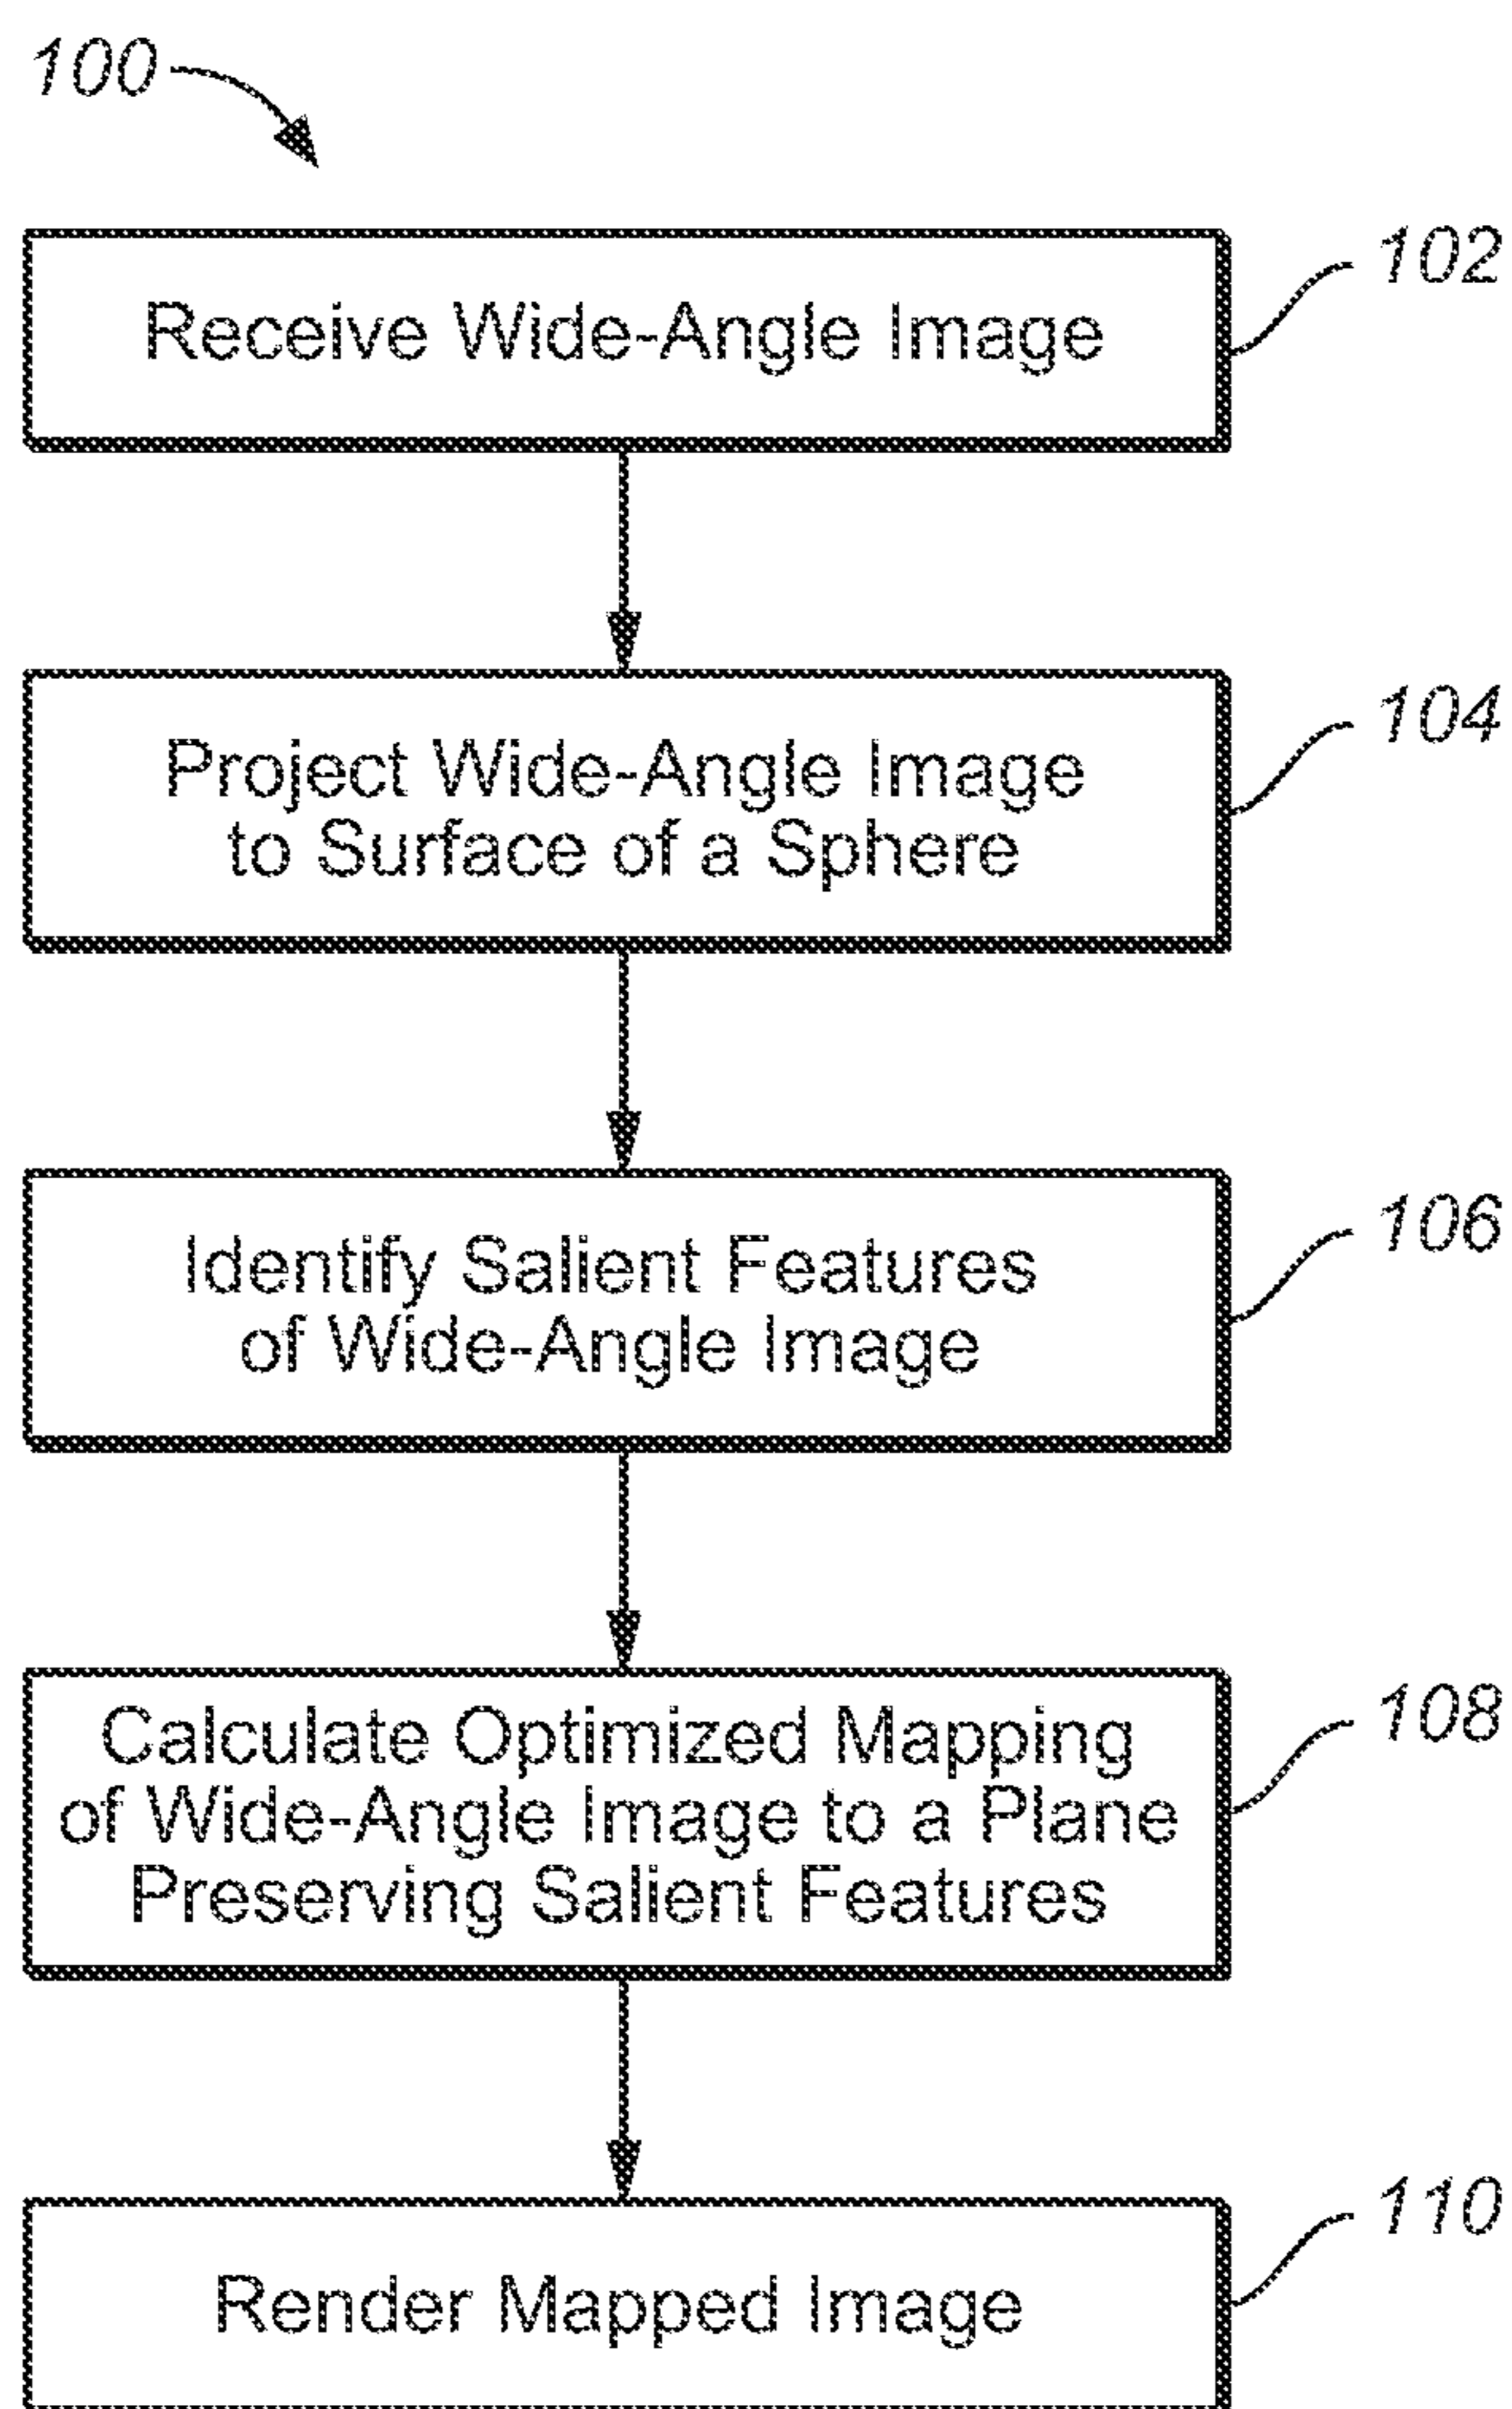 100
Receive Wide-Angle Image
102
Project Wide-Angle Image
to Surface of a Sphere
104
Identify Salient Features
of Wide-Angle Image
106
Calculate Optimized Mapping
of Wide-Angle Image to a Plane
Preserving Salient Features
108
Render Mapped Image
110